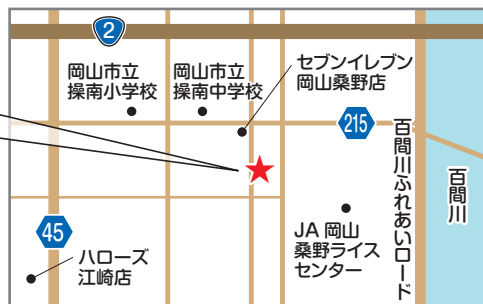 2
岡山市立
操南小学校
岡山市立
操南中学校
セブンイレブン
岡山桑野店
215
百間川ふれあいロード
百間川
45
ハローズ
江崎店
JA 岡山
桑野ライス
センター